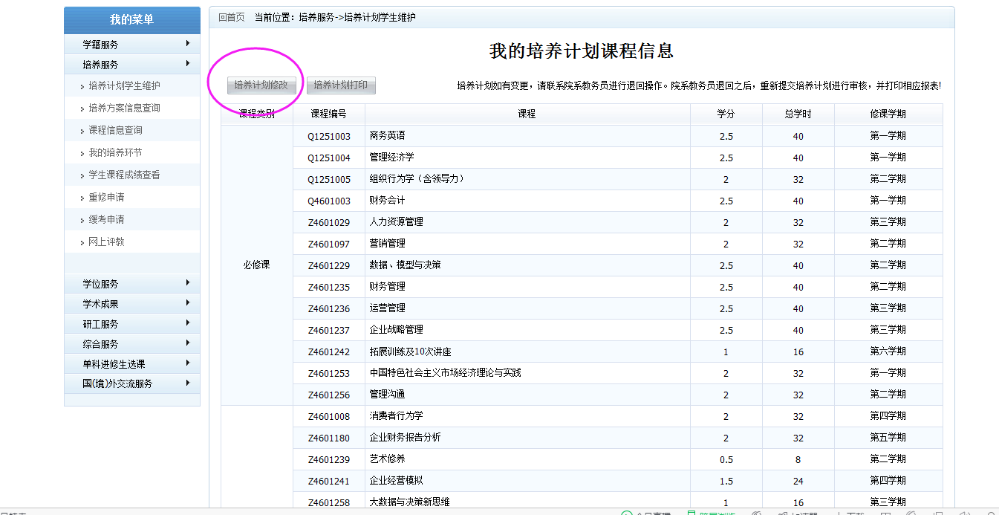 我的菜单
学籍服务
培养服务
培养计划学生维护
培养方案信息查询
课程信息查询
我的培养环节
学生课程成绩查看
重修申请
缓考申请
网上评教
学位服务
学术成果
研工服务
综合服务
单科进修生选课
国(境)外交流服务
回首页 当前位置：培养服务->培养计划学生维护
我的培养计划课程信息
培养计划修改 培养计划打印 培养计划如有变更，请联系院系教务员进行退回操作。院系教务员退回之后，重新提交培养计划进行审核，并打印相应报表!
课程类别 课程编号 课程 学分 总学时 修课学期
必修课
Q1251003 商务英语 2.5 40 第一学期
Q1251004 管理经济学 2.5 40 第一学期
Q1251005 组织行为学（含领导力） 2 32 第二学期
Q4601003 财务会计 2.5 40 第一学期
Z4601029 人力资源管理 2 32 第三学期
Z4601097 营销管理 2 32 第二学期
Z4601229 数据、模型与决策 2.5 40 第二学期
Z4601235 财务管理 2.5 40 第二学期
Z4601236 运营管理 2.5 40 第三学期
Z4601237 企业战略管理 2.5 40 第三学期
Z4601242 拓展训练及10次讲座 1 16 第六学期
Z4601253 中国特色社会主义市场经济理论与实践 2 32 第一学期
Z4601256 管理沟通 2 32 第二学期
Z4601008 消费者行为学 2 32 第四学期
Z4601180 企业财务报告分析 2 32 第五学期
Z4601239 艺术修养 0.5 8 第二学期
Z4601241 企业经营模拟 1.5 24 第四学期
Z4601258 大数据与决策新思维 1 16 第三学期